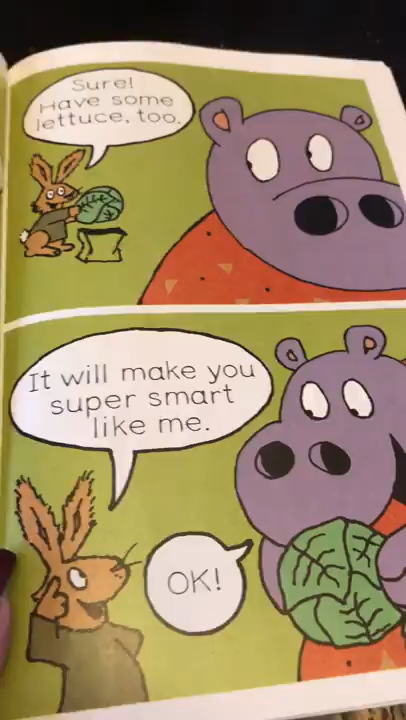 Sure!
Have some
lettuce, too.
It will make you
super smart
like me.
OK!